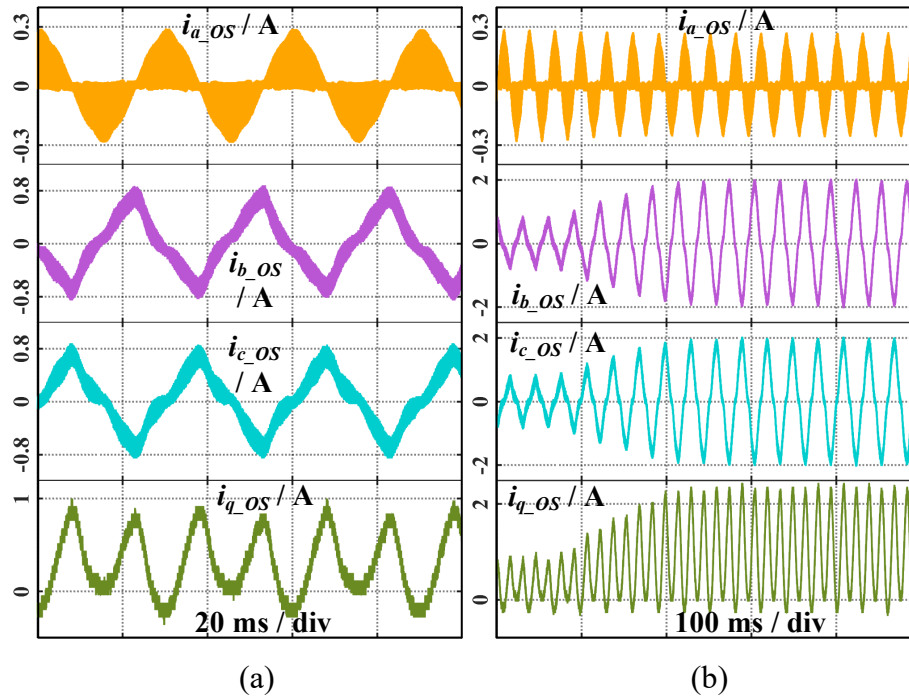 i_a_OS / A
0.3
0
-0.3
i_b_OS
/ A
0.8
0
-0.8
i_c_OS
/ A
0.8
0
-0.8
i_q_OS / A
1
0
20 ms / div
(a)
i_a_OS / A
0.3
0
-0.3
2
0
-2
i_b_OS / A
i_c_OS / A
2
0
-2
i_q_OS / A
2
0
100 ms / div
(b)